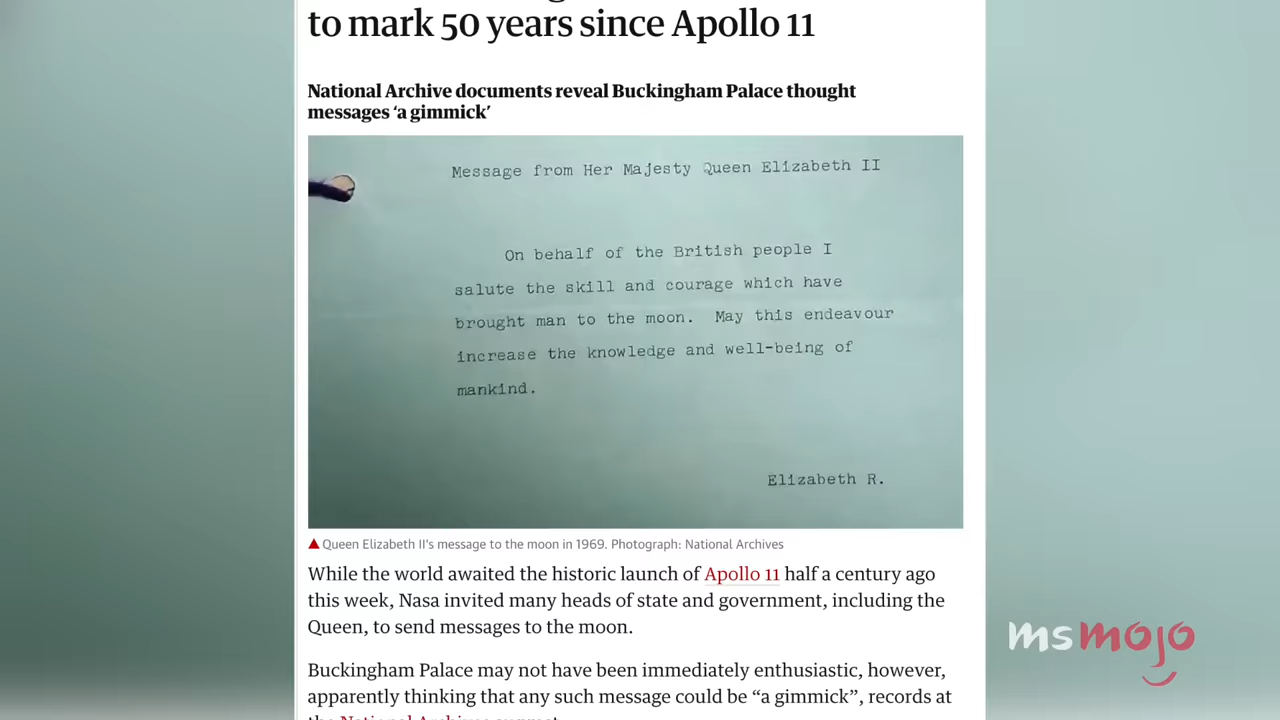 to mark 50 years since Apollo 11
National Archive documents reveal Buckingham Palace thought
messages ‘a gimmick’
Message from Her Majesty Queen Elizabeth II
On behalf of the British people I
salute the skill and courage which have
brought man to the moon. May this endeavour
increase the knowledge and well-being of
mankind.
Elizabeth R.
Queen Elizabeth II's message to the moon in 1969. Photograph: National Archives
While the world awaited the historic launch of Apollo 11 half a century ago
this week, Nasa invited many heads of state and government, including the
Queen, to send messages to the moon.
Buckingham Palace may not have been immediately enthusiastic, however,
apparently thinking that any such message could be “a gimmick”, records at
the National Archives suggest
msmojo